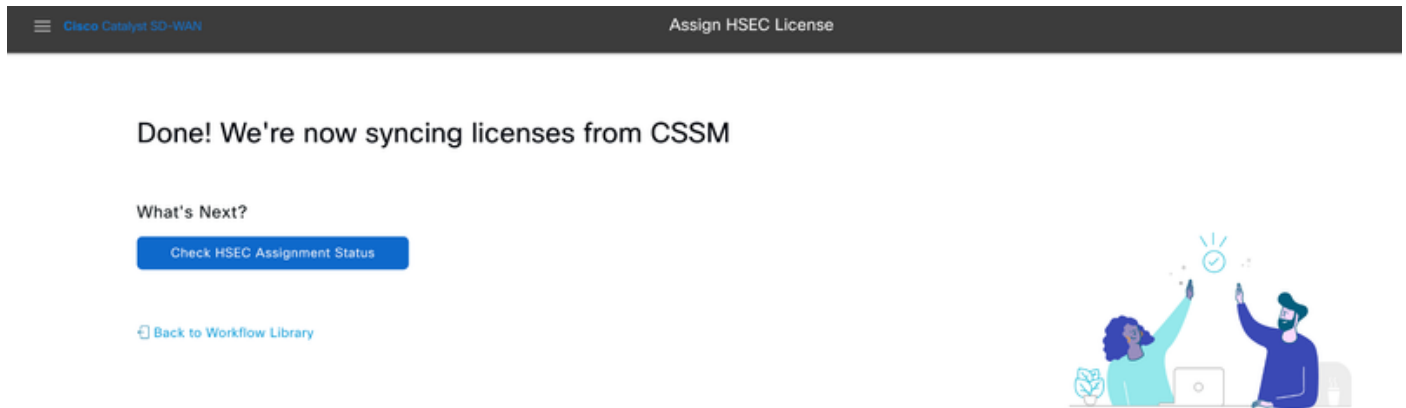 Cisco Catalyst SD-WAN
Assign HSEC License
Done! We're now syncing licenses from CSSM
What's Next?
Check HSEC Assignment Status
Back to Workflow Library